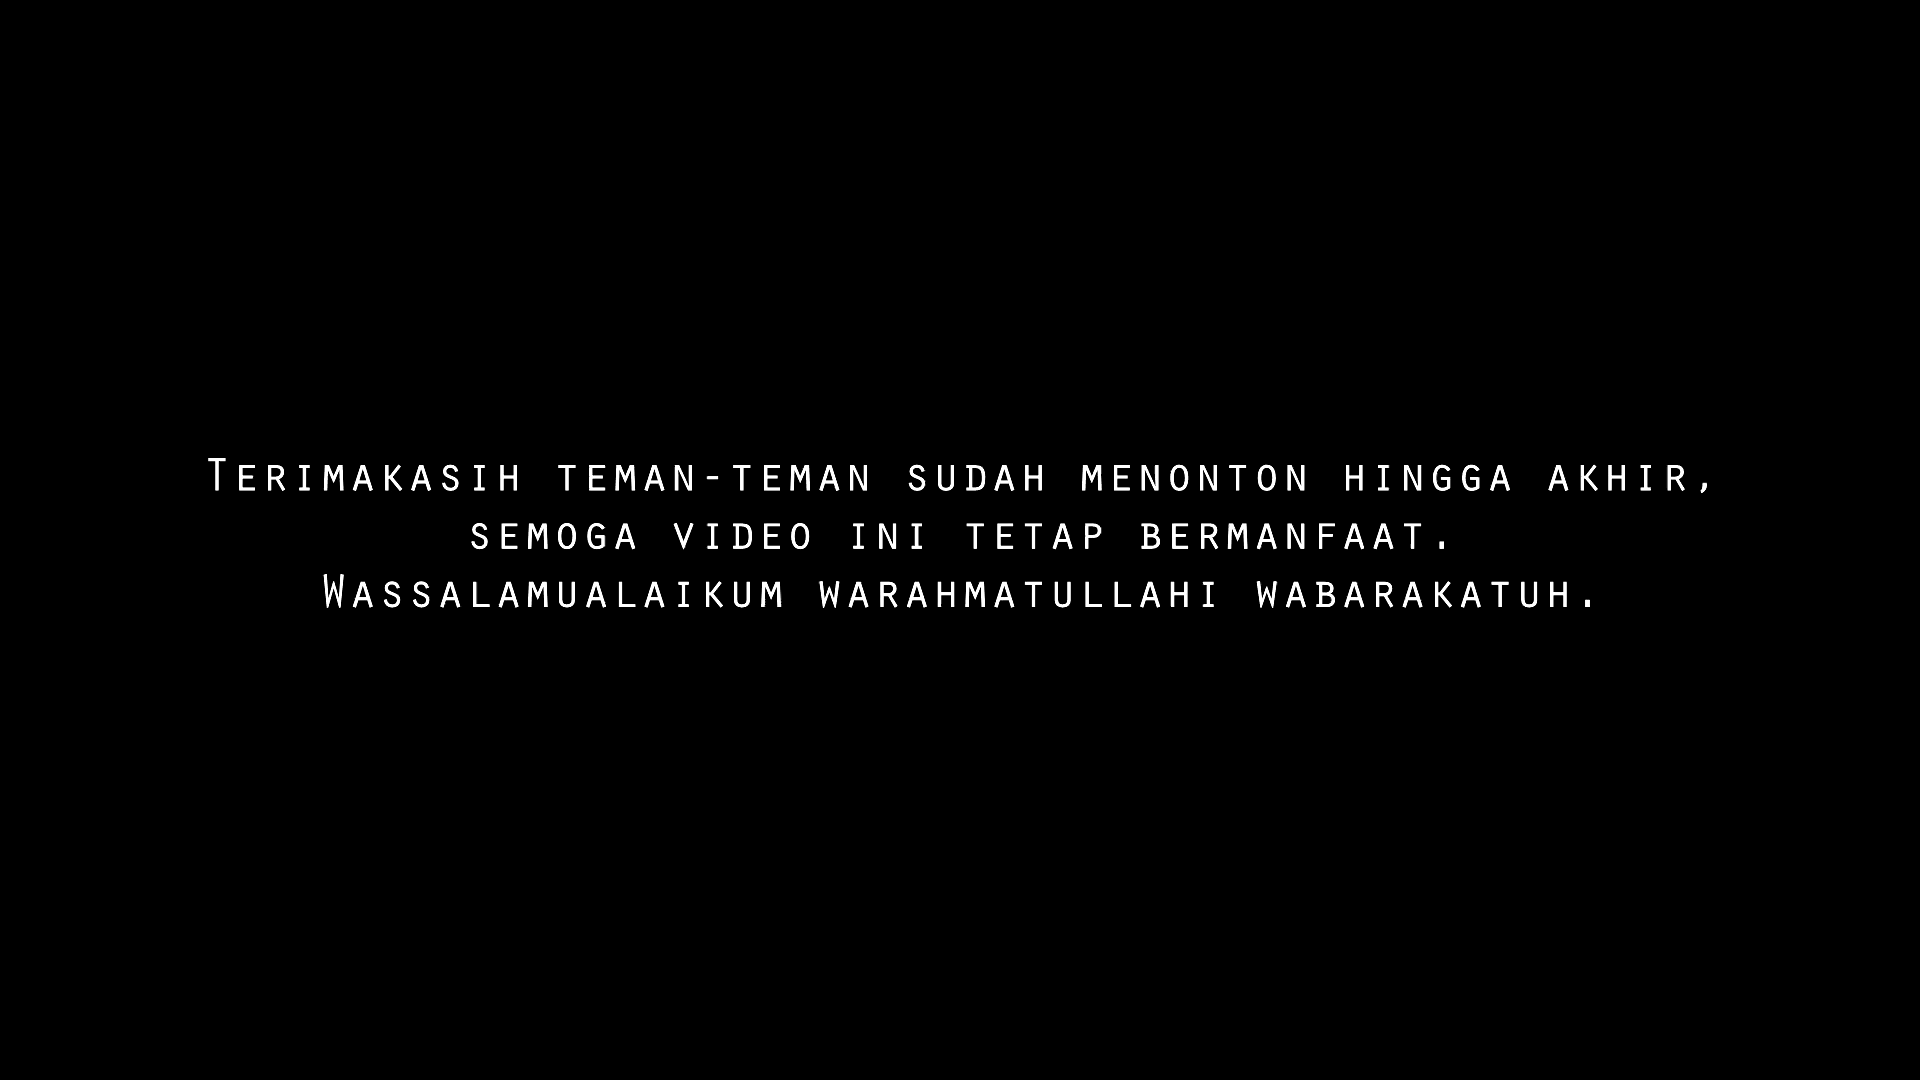 Terimakasih teman-teman sudah menonton hingga akhir,
semoga video ini tetap bermanfaat.
Wassalamualaikum warahmatullahi wabarakatuh.